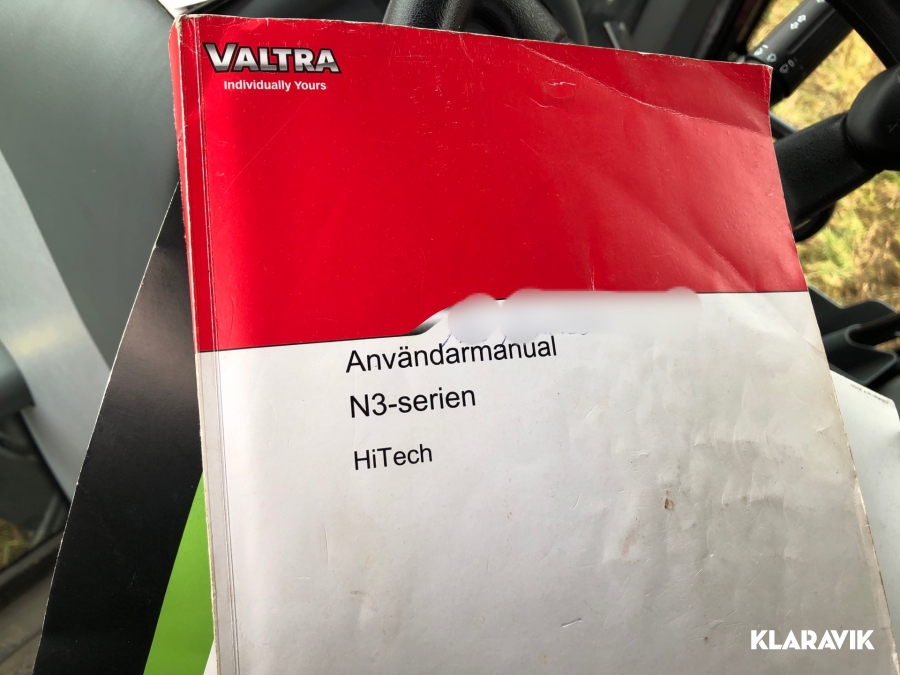 VALTRA
Individually Yours
Användarmanual
N3-serien
HiTech
KLARAVIK